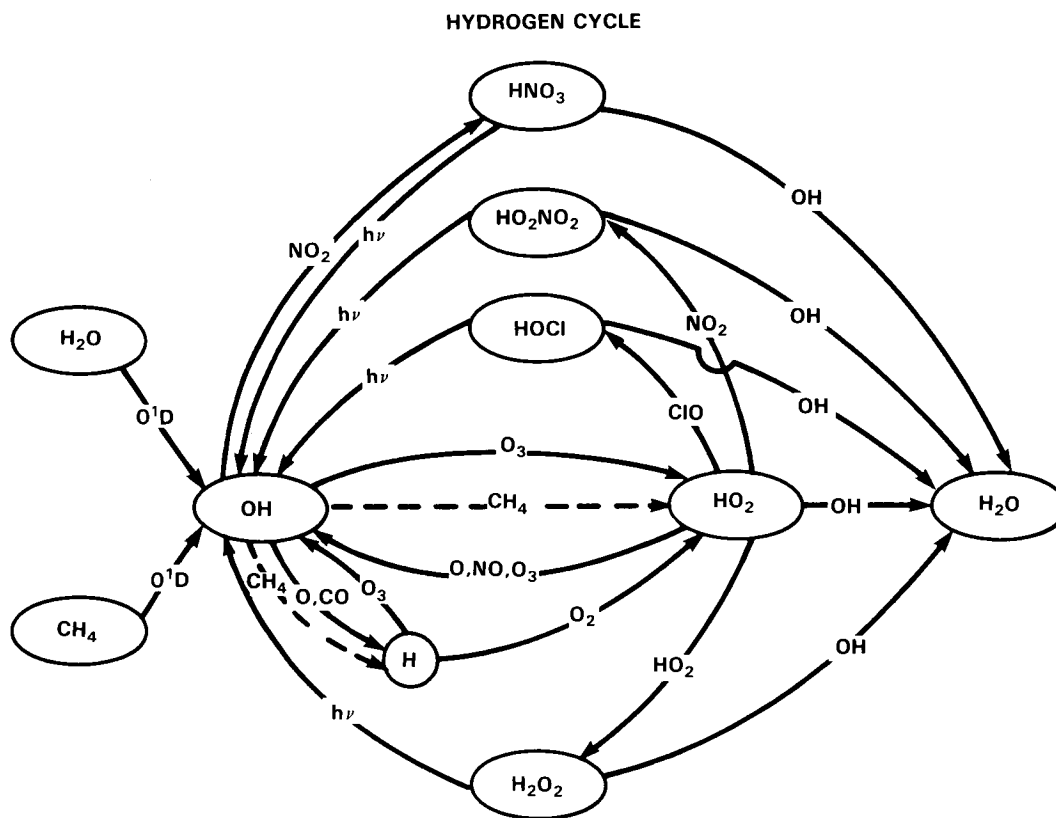 HYDROGEN CYCLE
HNO₃
OH
HO₂NO₂
hν
NO₂
H₂O
hν
HOCl
NO₂
OH
hν
ClO
OH
O¹D
O₃
OH
CH₄
HO₂
OH
H₂O
O¹D
CH₄
O,CO
O₃
O,NO,O₃
O₂
CH₄
H
HO₂
OH
hν
H₂O₂